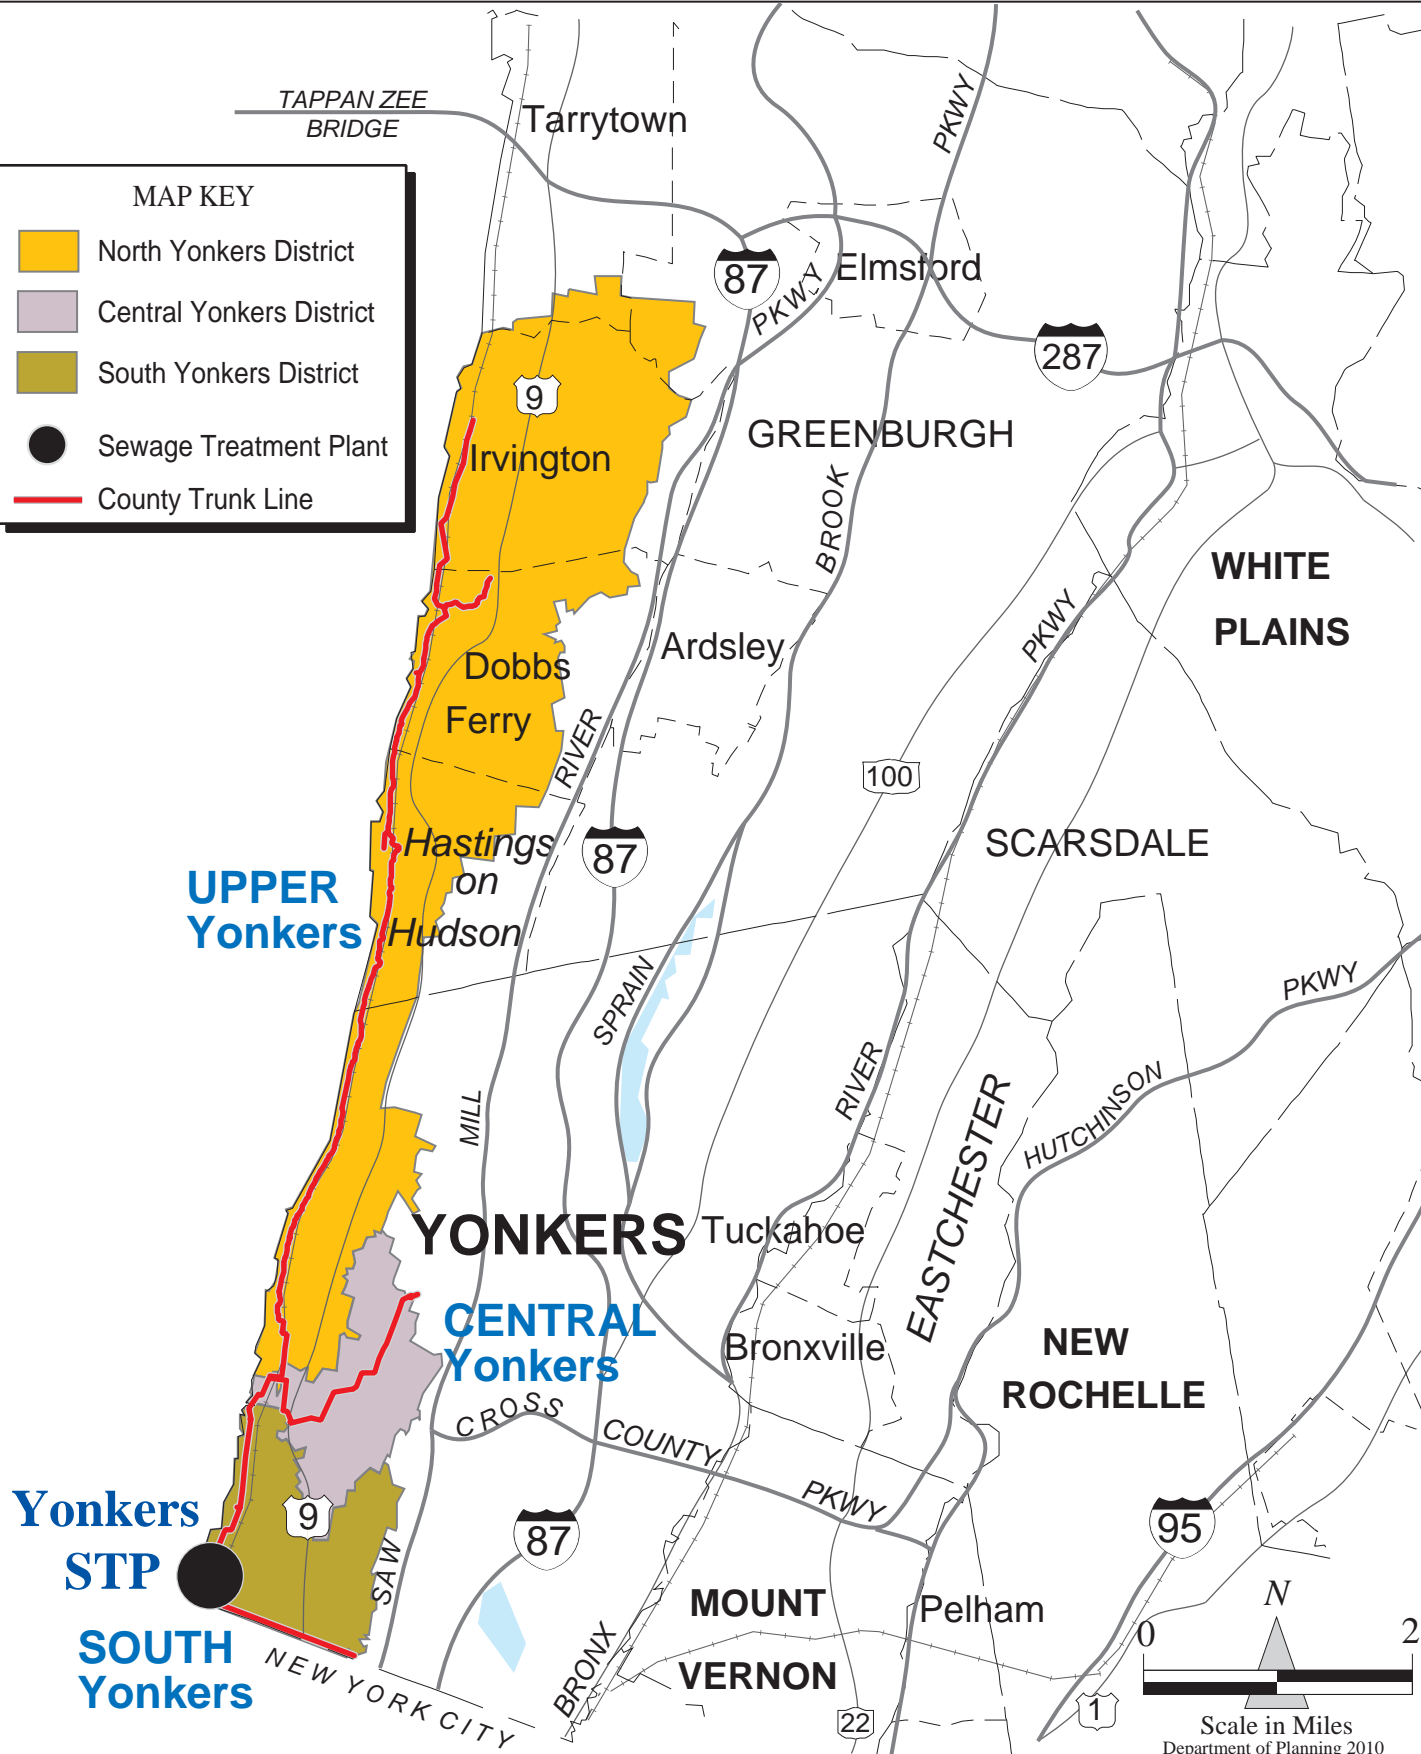 TAPPAN ZEE
BRIDGE
Tarrytown
PKWY
MAP KEY
North Yonkers District
Central Yonkers District
South Yonkers District
Sewage Treatment Plant
County Trunk Line
87
PKWY
Elmsford
287
9
Irvington
GREENBURGH
BROOK
WHITE
PLAINS
PKWY
Ardsley
Dobbs
Ferry
RIVER
100
87
SCARSDALE
Hastings
on
Hudson
UPPER
Yonkers
SPRAIN
PKWY
RIVER
MILL
HUTCHINSON
EASTCHESTER
YONKERS
Tuckahoe
CENTRAL
Yonkers
Bronxville
NEW
ROCHELLE
CROSS
COUNTY
PKWY
Yonkers
STP
9
87
95
SAW
MOUNT
VERNON
Pelham
SOUTH
Yonkers
NEW YORK CITY
BRONX
22
1
N
0
2
Scale in Miles
Department of Planning 2010